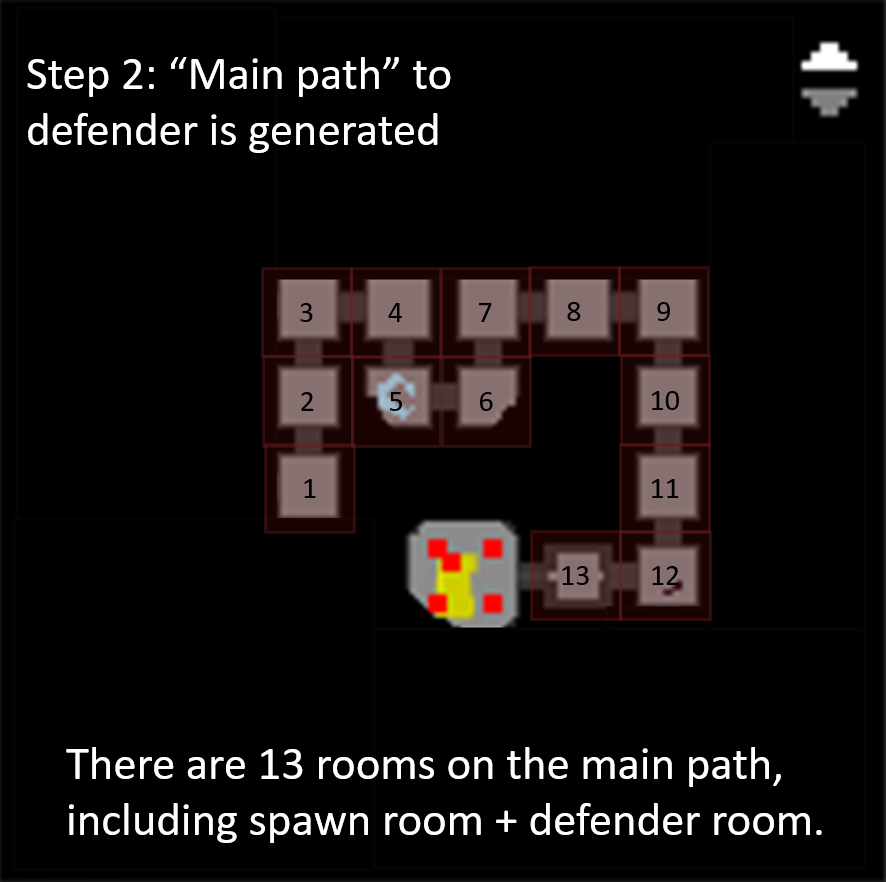 Step 2: “Main path” to
defender is generated
3 4 7 8 9
2 5 6 10
1 11
13 12
There are 13 rooms on the main path,
including spawn room + defender room.